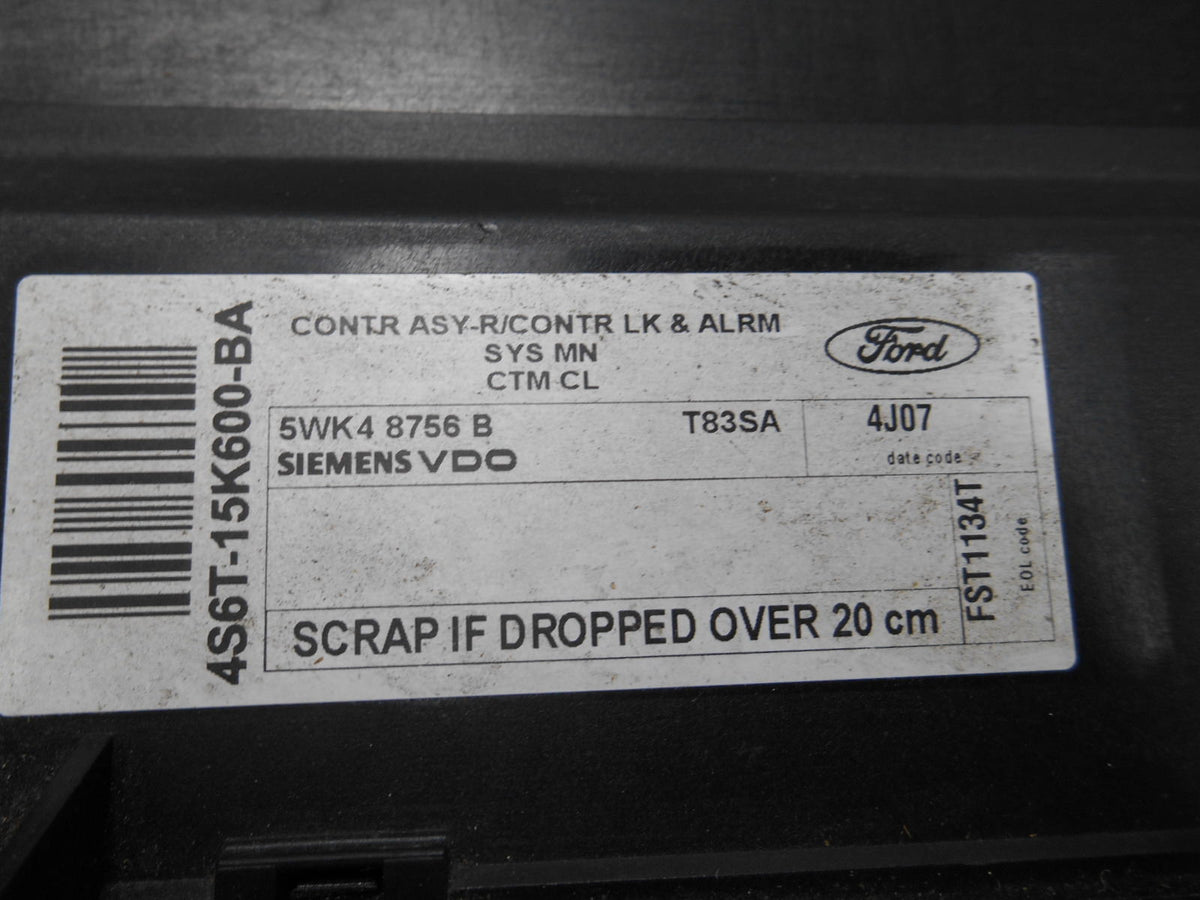 4S6T-15K600-BA
CONTR ASY-R/CONTR LK & ALRM
SYS MN
CTM CL
Ford
5WK4 8756 B
T83SA
4J07
SIEMENS VDO
date code
FST1134T
EOL code
SCRAP IF DROPPED OVER 20 cm